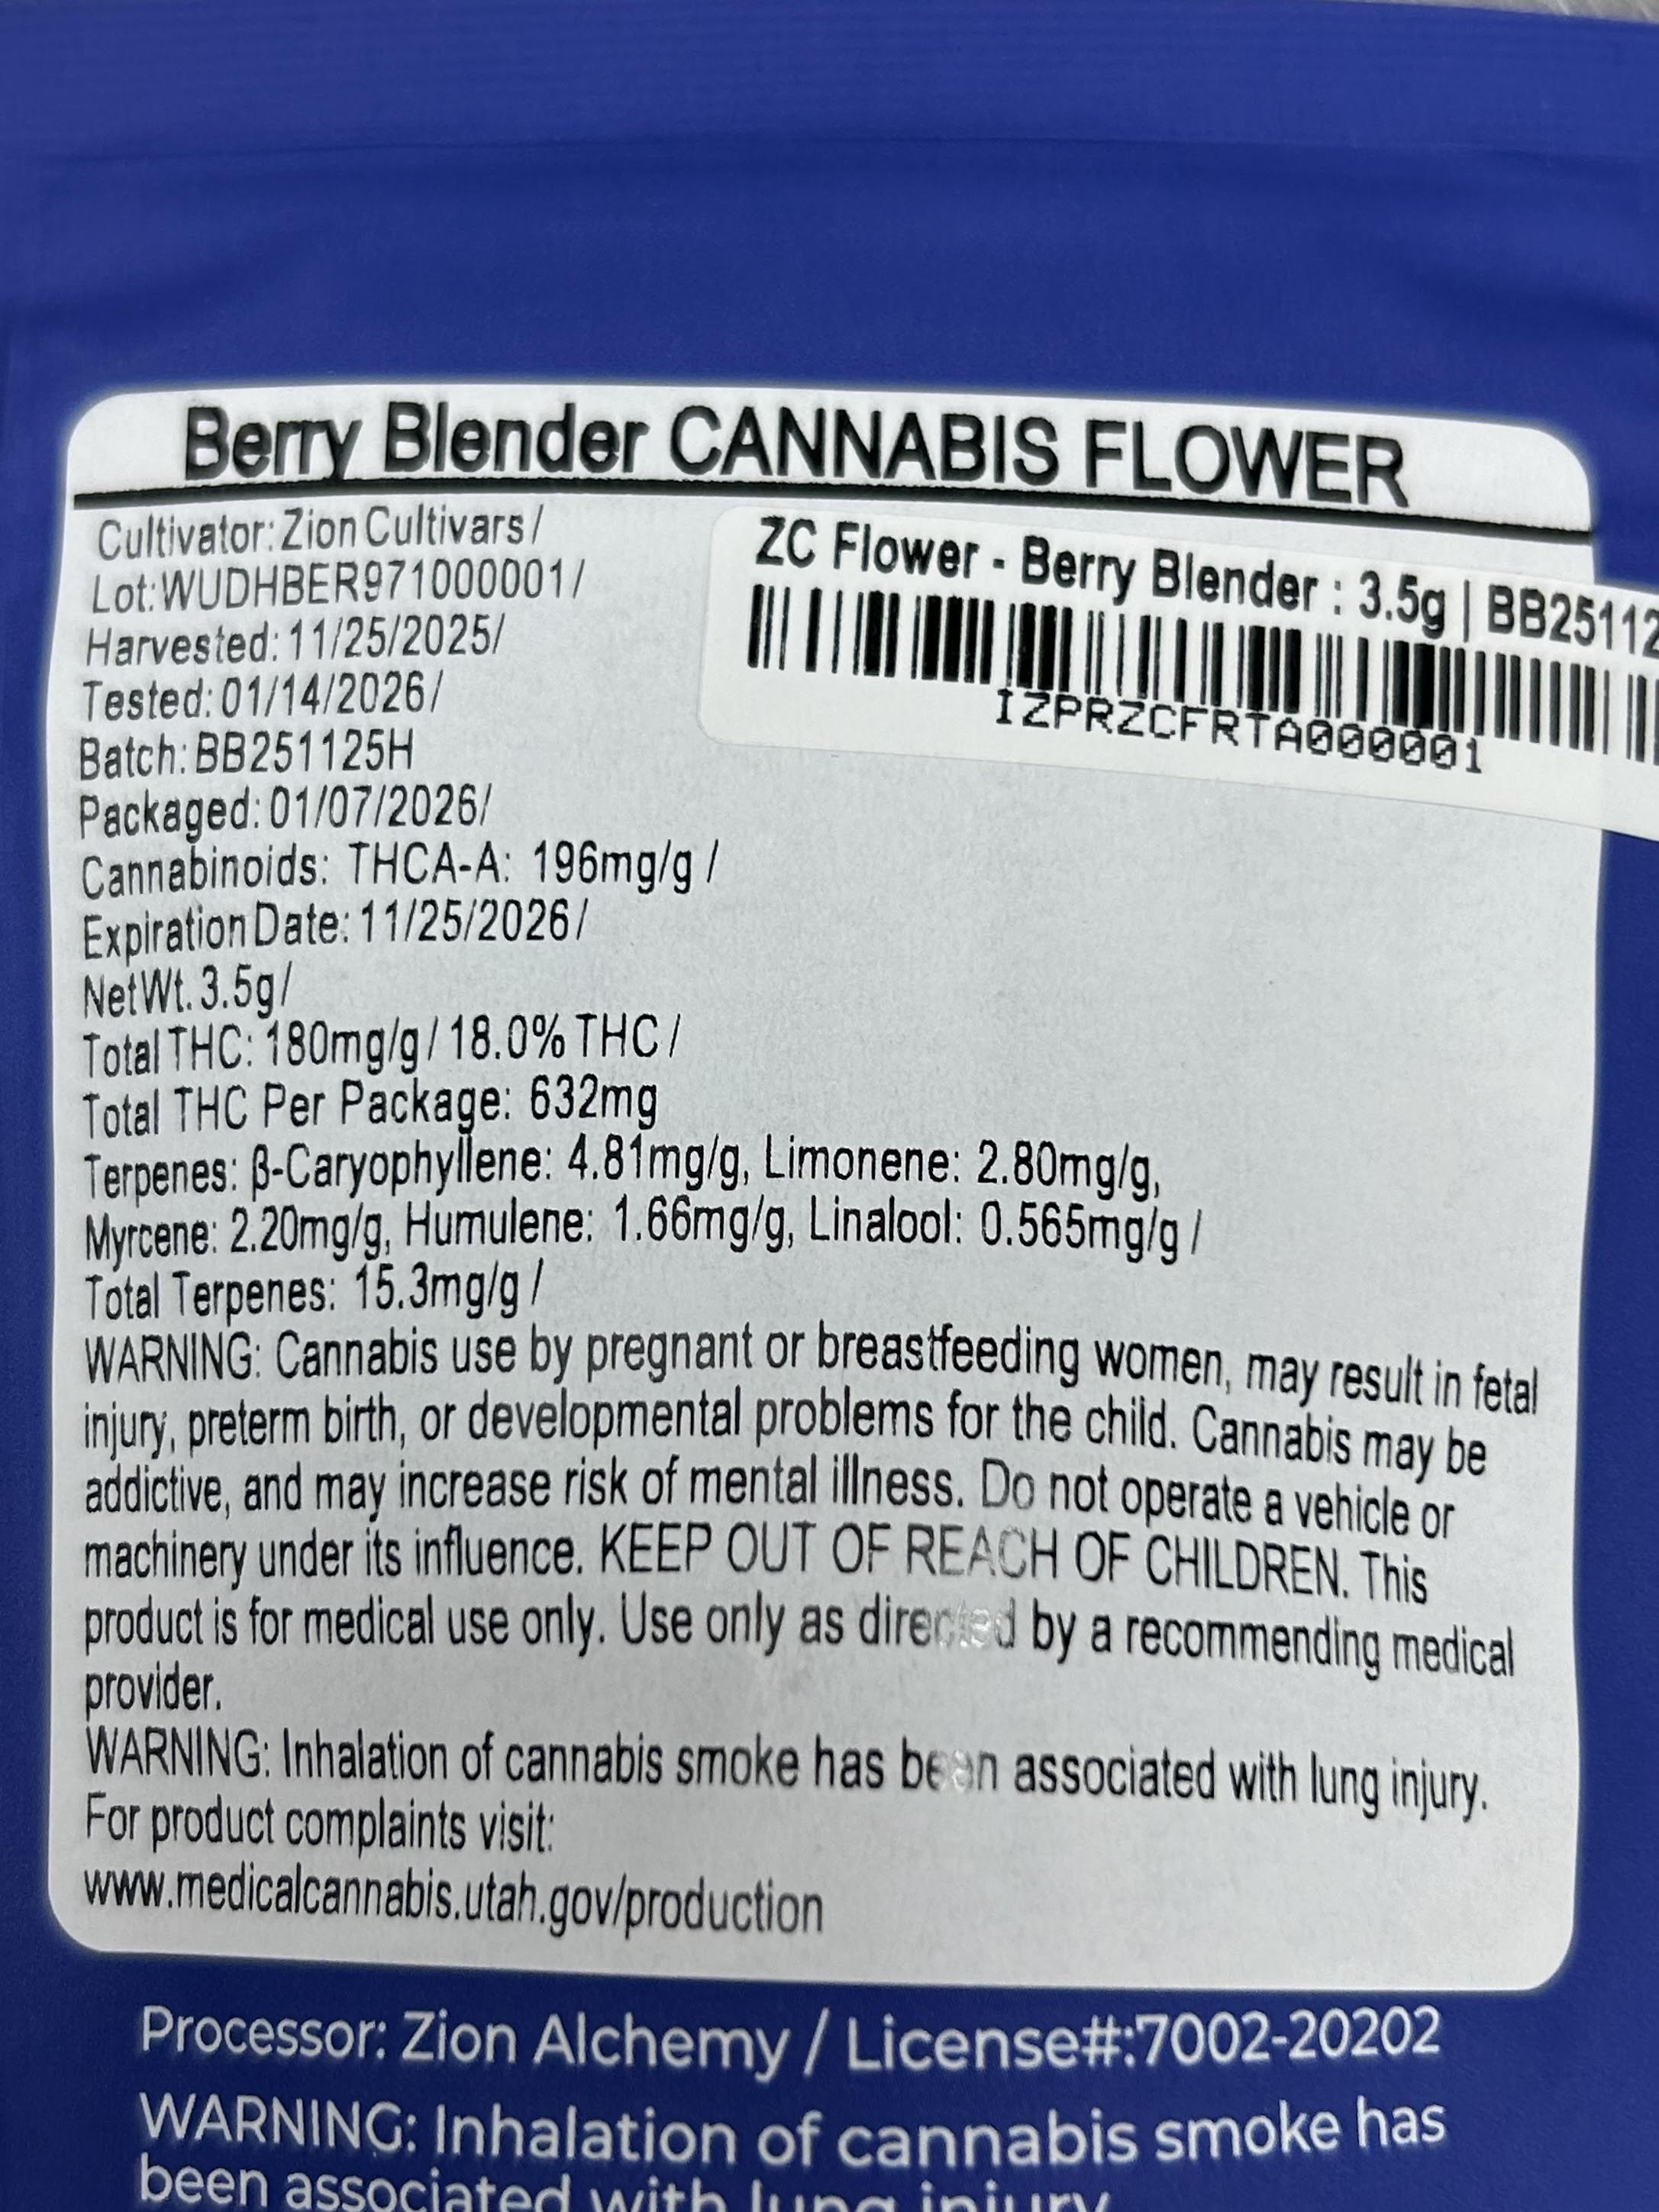 Berry Blender CANNABIS FLOWER
Cultivator: Zion Cultivars /
Lot: WUDHBER971000001 /
Harvested: 11/25/2025/
Tested: 01/14/2026/
Batch: BB251125H
Packaged: 01/07/2026/
ZC Flower - Berry Blender : 3.5g | BB25112
IZPRZCFRTA000001
Cannabinoids: THCA-A: 196mg/g /
Expiration Date: 11/25/2026/
Net Wt. 3.5g/
Total THC: 180mg/g / 18.0% THC /
Total THC Per Package: 632mg
Terpenes: β-Caryophyllene: 4.81mg/g, Limonene: 2.80mg/g,
Myrcene: 2.20mg/g, Humulene: 1.66mg/g, Linalool: 0.565mg/g /
Total Terpenes: 15.3mg/g /
WARNING: Cannabis use by pregnant or breastfeeding women, may result in fetal
injury, preterm birth, or developmental problems for the child. Cannabis may be
addictive, and may increase risk of mental illness. Do not operate a vehicle or
machinery under its influence. KEEP OUT OF REACH OF CHILDREN. This
product is for medical use only. Use only as directed by a recommending medical
provider.
WARNING: Inhalation of cannabis smoke has been associated with lung injury.
For product complaints visit:
www.medicalcannabis.utah.gov/production
Processor: Zion Alchemy / License#:7002-20202
WARNING: Inhalation of cannabis smoke has
been associated with lung injury